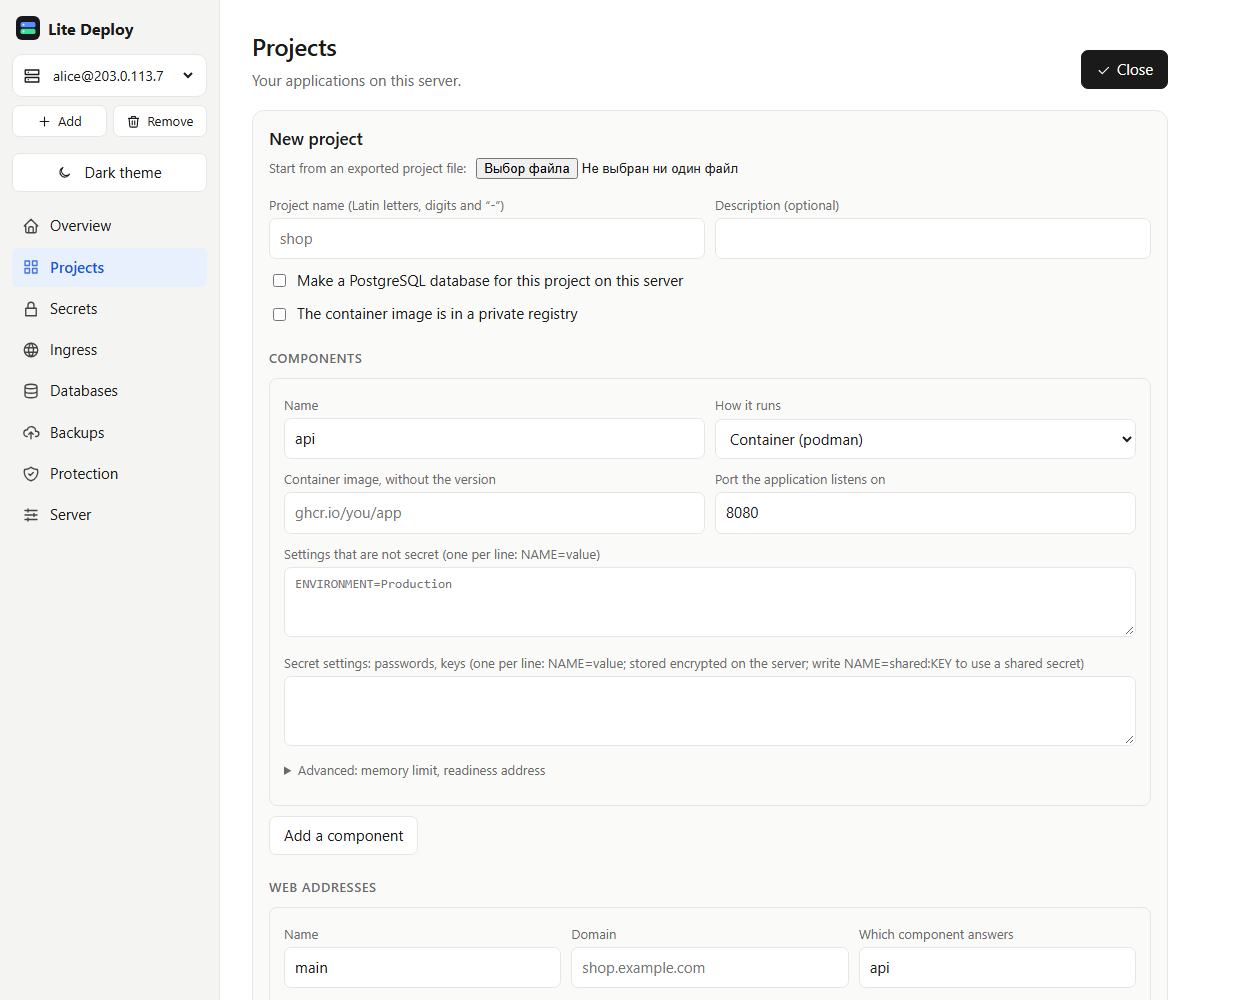 Lite Deploy
alice@203.0.113.7
Add
Remove
Dark theme
Overview
Projects
Secrets
Ingress
Databases
Backups
Protection
Server
Projects
Your applications on this server.
Close
New project
Start from an exported project file: Выбор файла Не выбран ни один файл
Project name (Latin letters, digits and “-”)
Description (optional)
shop
Make a PostgreSQL database for this project on this server
The container image is in a private registry
COMPONENTS
Name
How it runs
api
Container (podman)
Container image, without the version
Port the application listens on
ghcr.io/you/app
8080
Settings that are not secret (one per line: NAME=value)
ENVIRONMENT=Production
Secret settings: passwords, keys (one per line: NAME=value; stored encrypted on the server; write NAME=shared:KEY to use a shared secret)
Advanced: memory limit, readiness address
Add a component
WEB ADDRESSES
Name
Domain
Which component answers
main
shop.example.com
api